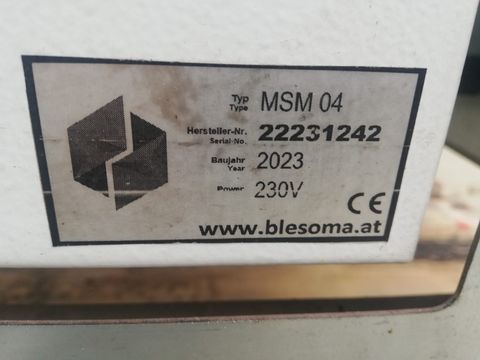 Typ
Type MSM 04
Hersteller-Nr.
Serial-No. 22231242
Baujahr
Year 2023
Power 230V
CE
www.blesoma.at